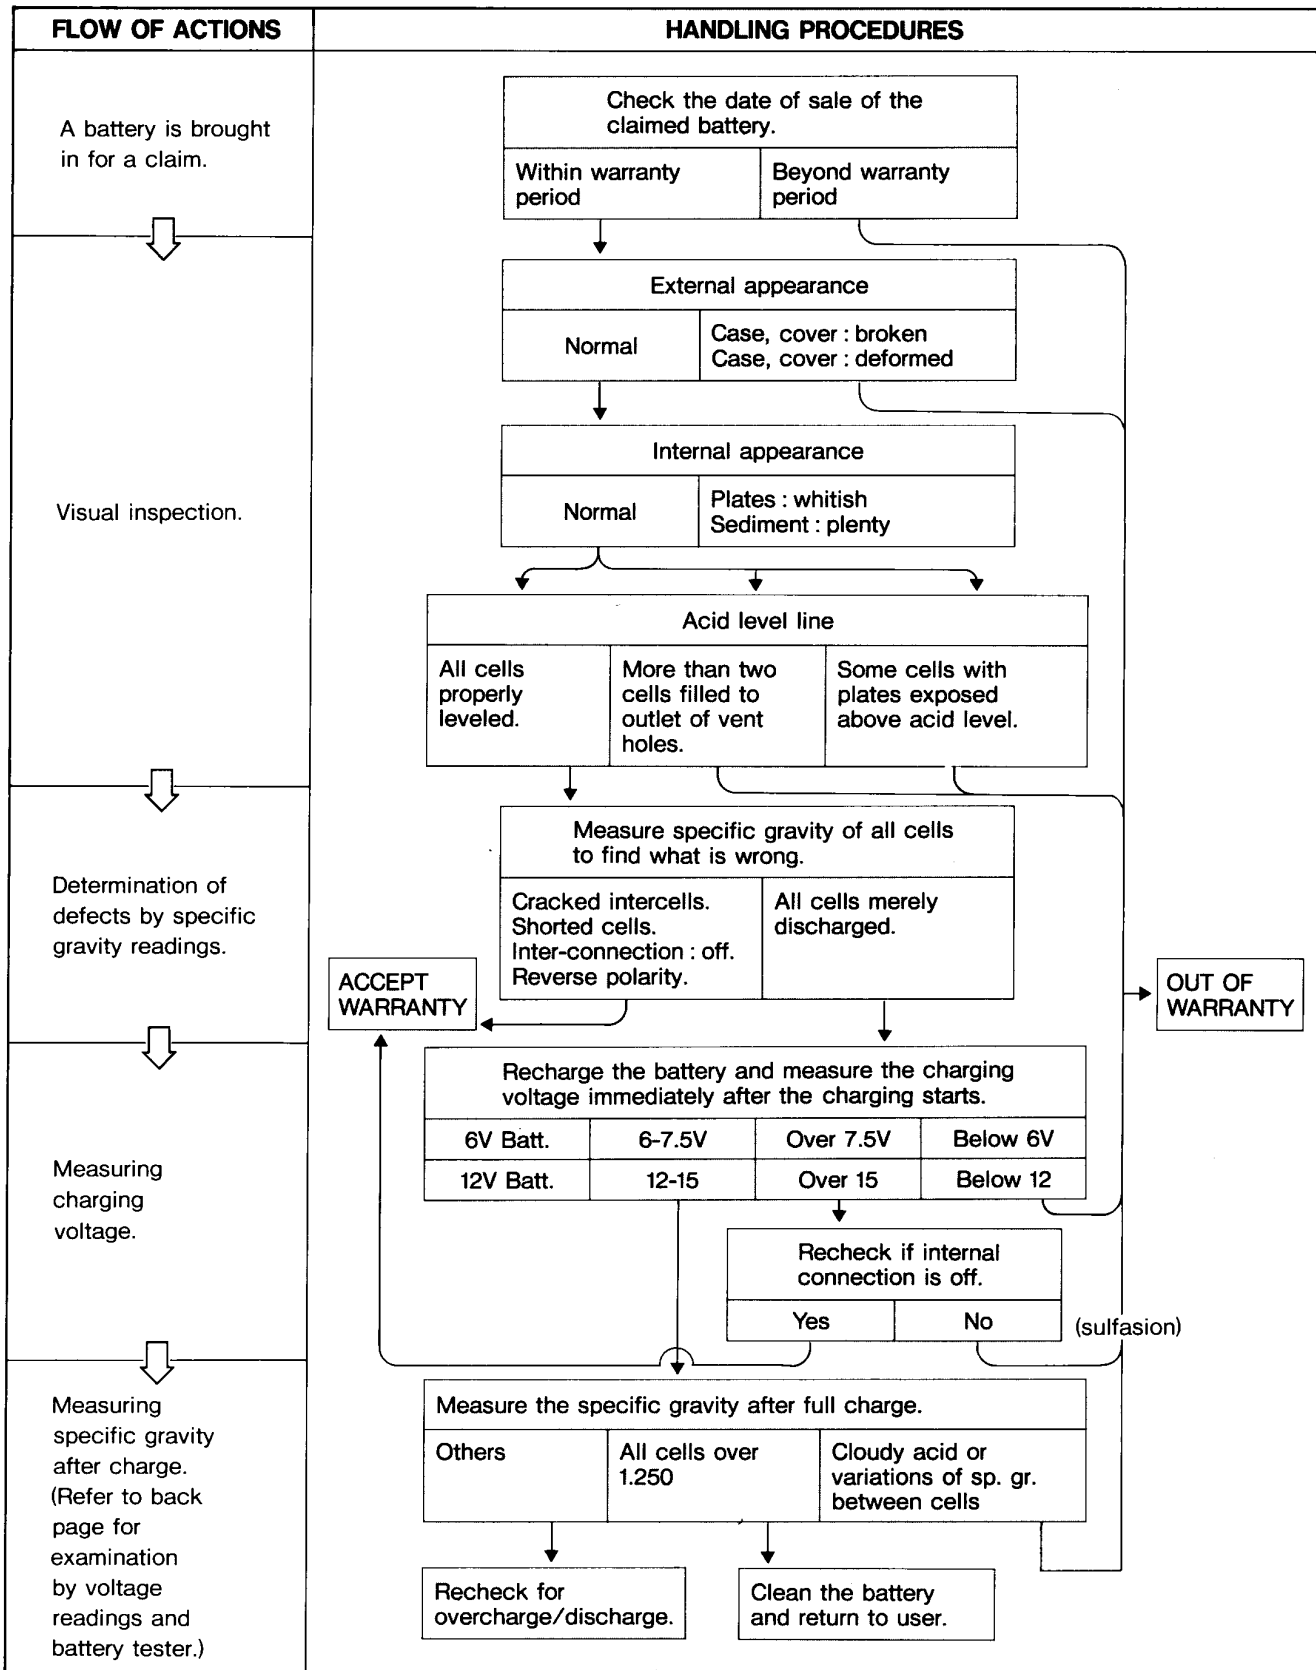 FLOW OF ACTIONS
HANDLING PROCEDURES
A battery is brought
in for a claim.
Check the date of sale of the
claimed battery.
Within warranty
period
Beyond warranty
period
Visual inspection.
External appearance
Normal
Case, cover : broken
Case, cover : deformed
Internal appearance
Normal
Plates : whitish
Sediment : plenty
Acid level line
All cells
properly
leveled.
More than two
cells filled to
outlet of vent
holes.
Some cells with
plates exposed
above acid level.
Determination of
defects by specific
gravity readings.
Measure specific gravity of all cells
to find what is wrong.
Cracked intercells.
Shorted cells.
Inter-connection : off.
Reverse polarity.
All cells merely
discharged.
ACCEPT
WARRANTY
OUT OF
WARRANTY
Measuring
charging
voltage.
Recharge the battery and measure the charging
voltage immediately after the charging starts.
6V Batt. 6-7.5V Over 7.5V Below 6V
12V Batt. 12-15 Over 15 Below 12
Recheck if internal
connection is off.
Yes No
(sulfasion)
Measuring
specific gravity
after charge.
(Refer to back
page for
examination
by voltage
readings and
battery tester.)
Measure the specific gravity after full charge.
Others
All cells over
1.250
Cloudy acid or
variations of sp. gr.
between cells
Recheck for
overcharge/discharge.
Clean the battery
and return to user.